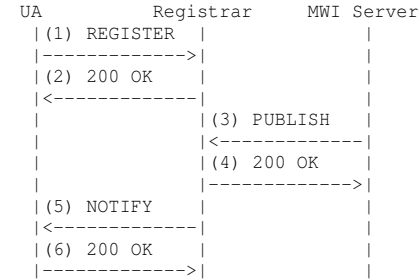 UA Registrar MWI Server
|(1) REGISTER | |
|------------->| |
|(2) 200 OK | |
|<-------------| |
| |(3) PUBLISH |
| |<-------------|
| |(4) 200 OK |
| |------------->|
|(5) NOTIFY | |
|<-------------| |
|(6) 200 OK | |
|------------->| |